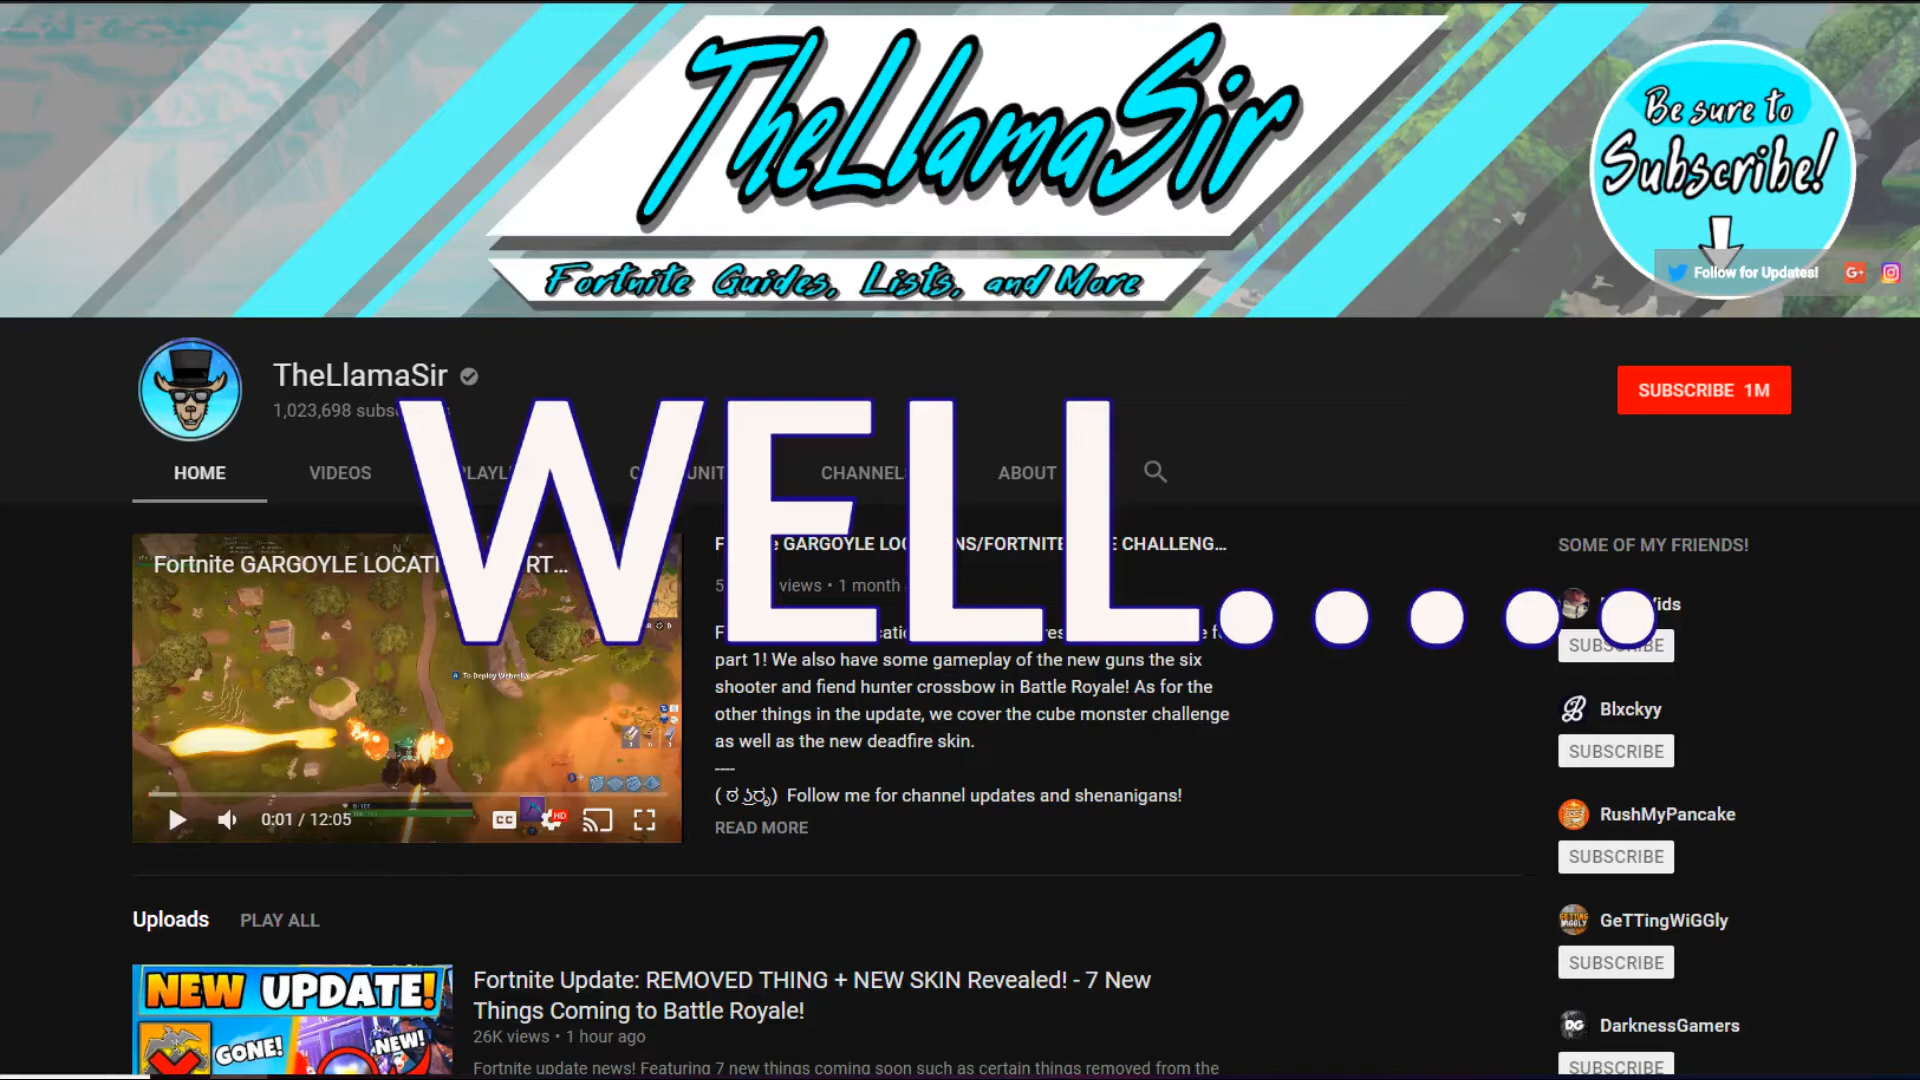 TheLlamaSir
Fortnite Guides, Lists, and More
Be sure to
Subscribe!
Follow for Updates!
G+
TheLlamaSir
1,023,698
SUBSCRIBE 1M
HOME VIDEOS CHANNEL ABOUT
WELL.....
Fortnite GARGOYLE
GARGOYLE CHALLENG...
views • 1 month
part 1! We also have some gameplay of the new guns the six
shooter and fiend hunter crossbow in Battle Royale! As for the
other things in the update, we cover the cube monster challenge
as well as the new deadfire skin.
----
Follow me for channel updates and shenanigans!
READ MORE
To Deploy
0:01 / 12:05
CC
HD
SOME OF MY FRIENDS!
Blxckyy
SUBSCRIBE
RushMyPancake
SUBSCRIBE
GeTTingWiGGly
SUBSCRIBE
DG
DarknessGamers
SUBSCRIBE
Uploads PLAY ALL
NEW UPDATE!
GONE!
NEW!
Fortnite Update: REMOVED THING + NEW SKIN Revealed! - 7 New
Things Coming to Battle Royale!
26K views • 1 hour ago
Fortnite update news! Featuring 7 new things coming soon such as certain things removed from the